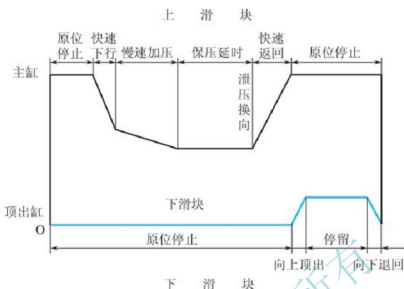 上 滑 块
原位 快速 快速
停止 下行 慢速加压 保压延时 返回 原位停止
主缸
泄压换向
下滑块
顶出缸
O
原位停止 停留
向上顶出 向下退回
所有
下 滑 块